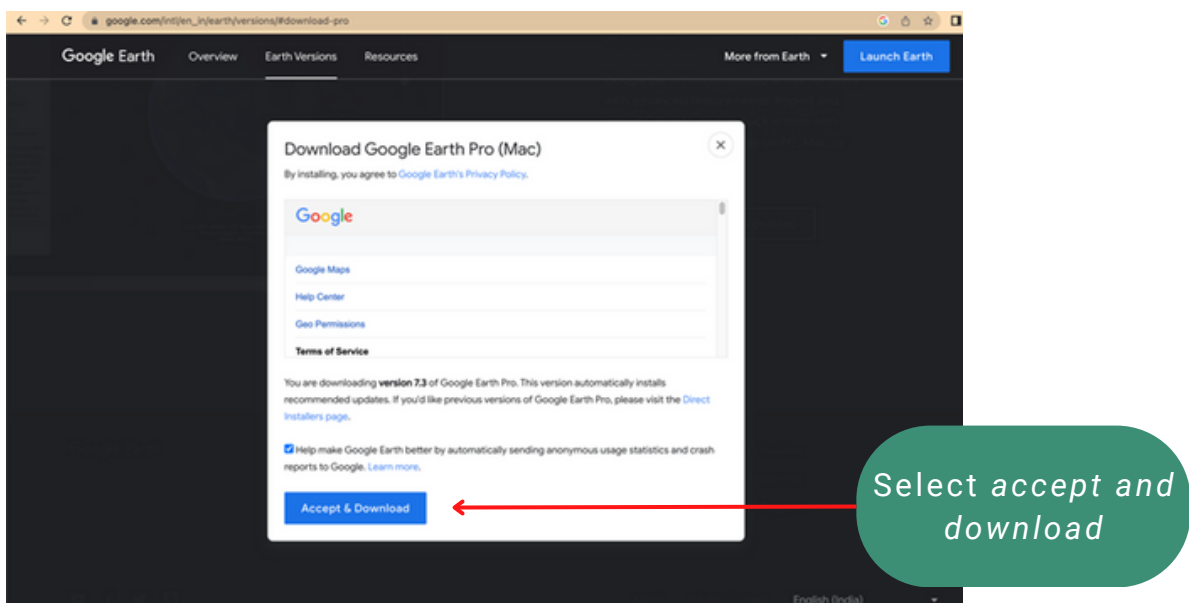 google.com/intl/en_in/earth/versions/#download-pro
Google Earth Overview Earth Versions Resources More from Earth Launch Earth
Download Google Earth Pro (Mac)
By installing, you agree to Google Earth's Privacy Policy.
Google
Google Maps
Help Center
Geo Permissions
Terms of Service
You are downloading version 7.3 of Google Earth Pro. This version automatically installs
recommended updates. If you'd like previous versions of Google Earth Pro, please visit the Direct
Installers page.
Help make Google Earth better by automatically sending anonymous usage statistics and crash
reports to Google. Learn more.
Accept & Download
Select accept and
download
English (India)